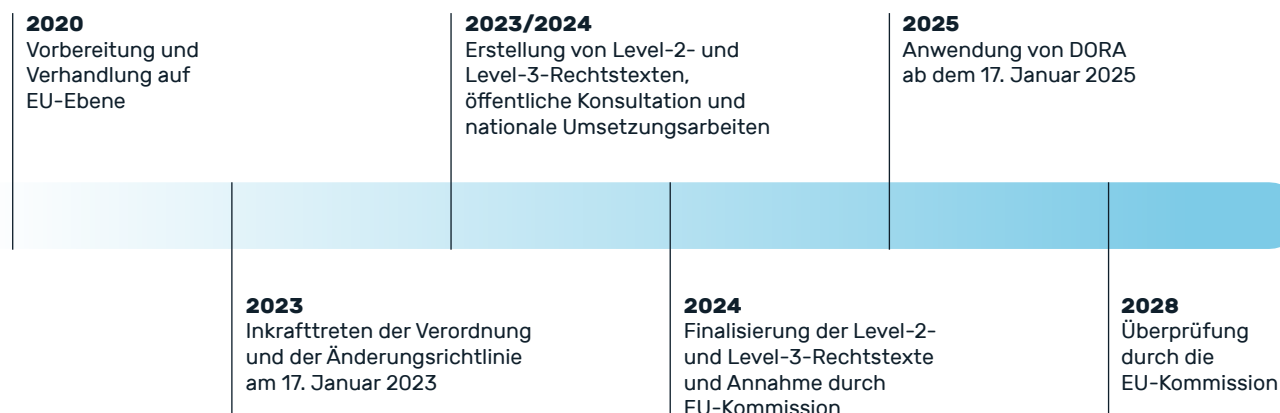 2020
Vorbereitung und
Verhandlung auf
EU-Ebene
2023/2024
Erstellung von Level-2- und
Level-3-Rechtstexten,
öffentliche Konsultation und
nationale Umsetzungsarbeiten
2025
Anwendung von DORA
ab dem 17. Januar 2025
2023
Inkrafttreten der Verordnung
und der Änderungsrichtlinie
am 17. Januar 2023
2024
Finalisierung der Level-2-
und Level-3-Rechtstexte
und Annahme durch
EU-Kommission
2028
Überprüfung
durch die
EU-Kommission